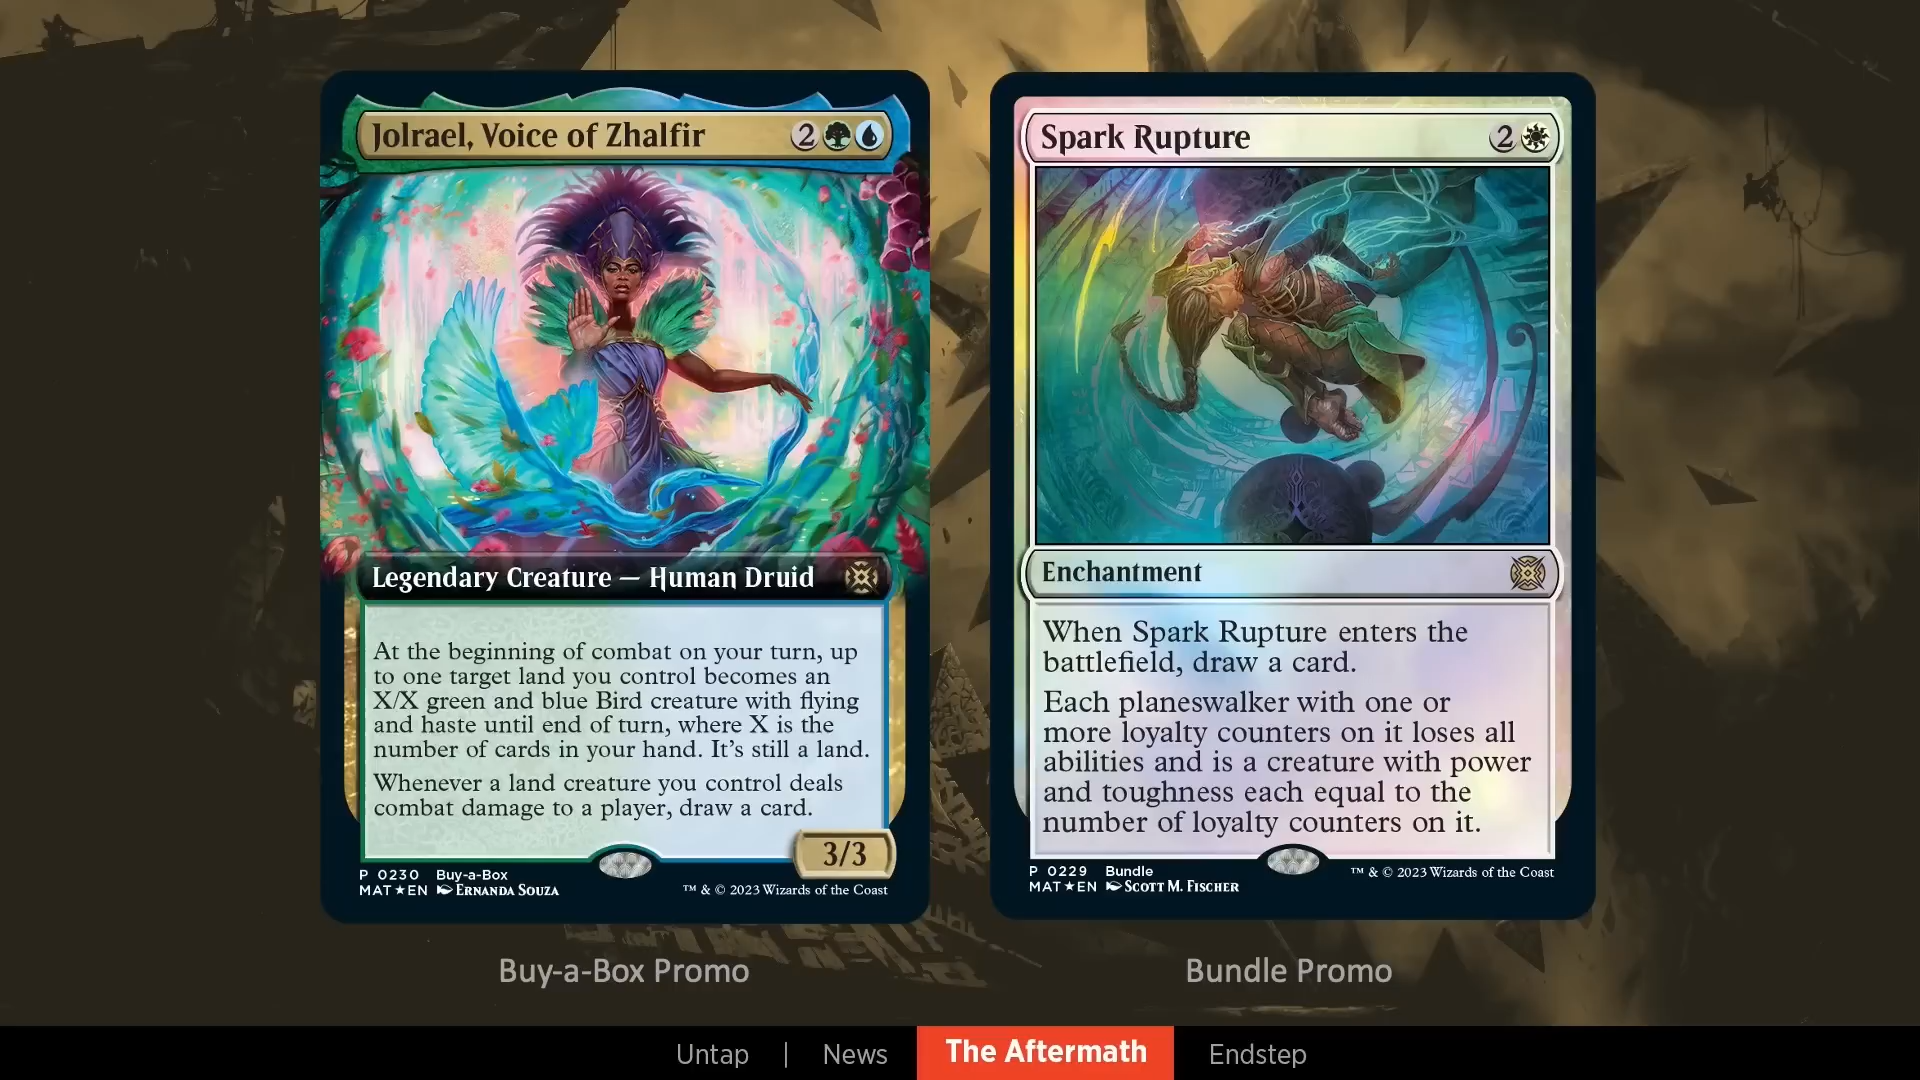 Jolrael, Voice of Zhalfir 2
Legendary Creature — Human Druid
At the beginning of combat on your turn, up
to one target land you control becomes an
X/X green and blue Bird creature with flying
and haste until end of turn, where X is the
number of cards in your hand. It's still a land.
Whenever a land creature you control deals
combat damage to a player, draw a card.
3/3
P 0230 Buy-a-Box
MAT★EN Ernanda Souza
™ & © 2023 Wizards of the Coast
Buy-a-Box Promo
Spark Rupture 2
Enchantment
When Spark Rupture enters the
battlefield, draw a card.
Each planeswalker with one or
more loyalty counters on it loses all
abilities and is a creature with power
and toughness each equal to the
number of loyalty counters on it.
P 0229 Bundle
MAT★EN Scott M. Fischer
™ & © 2023 Wizards of the Coast
Bundle Promo
Untap | News The Aftermath Endstep